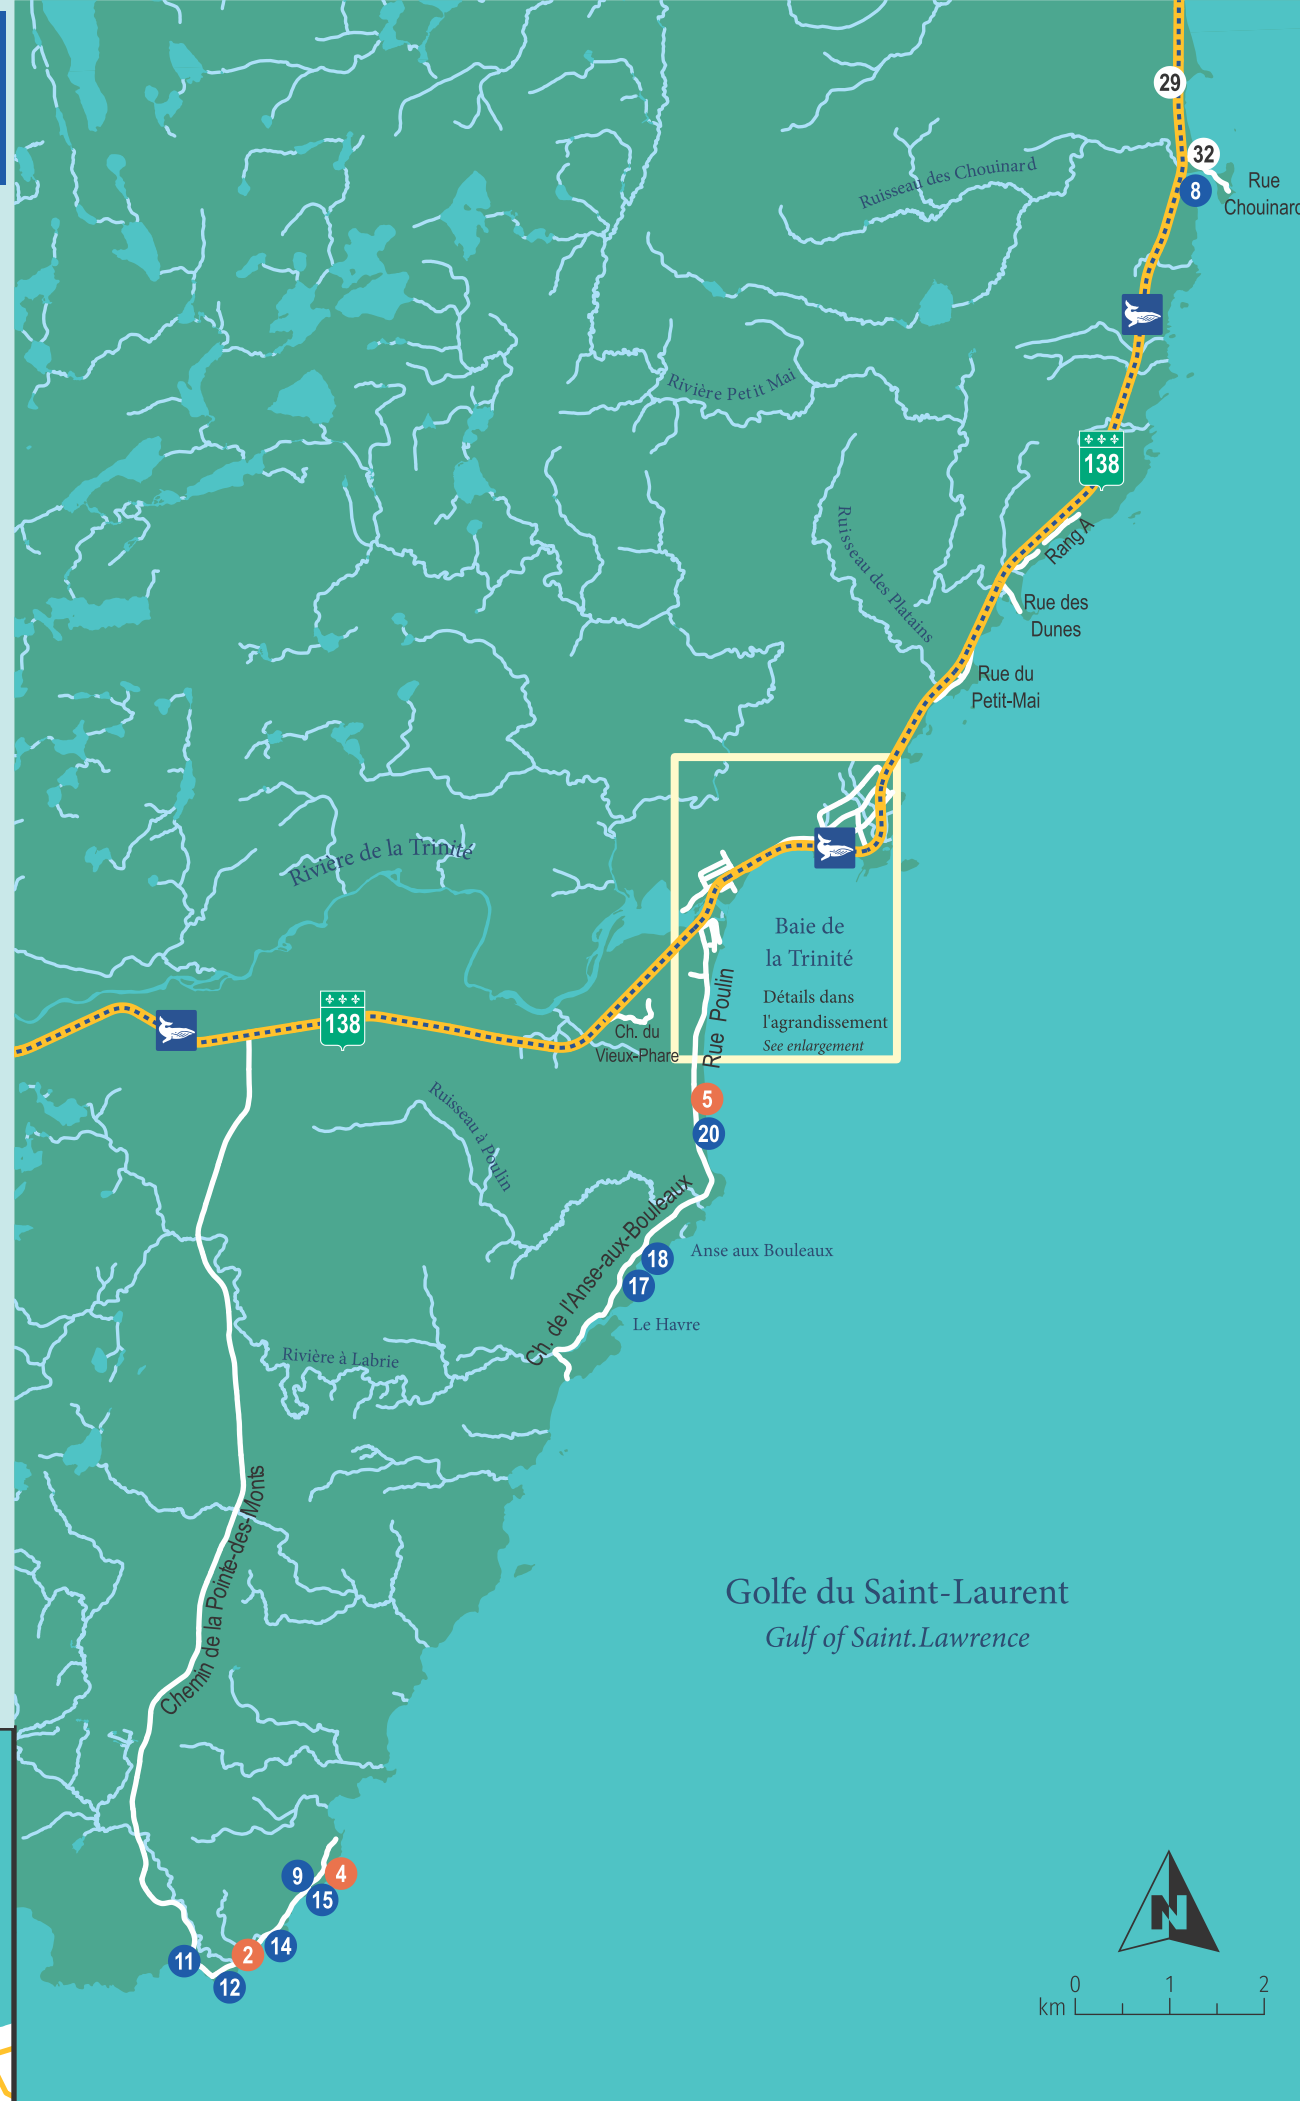 29
32
Rue
Chouinard
8
Ruisseau des Chouinard
Rivière Petit Mai
138
Rang A
Ruisseau des Platains
Rue des
Dunes
Rue du
Petit-Mai
Rivière de la Trinité
Baie de
la Trinité
Détails dans
l'agrandissement
See enlargement
Rue Poulin
138
Ch. du
Vieux-Phare
5
20
Ruisseau à Poulin
Ch. de l'Anse-aux-Bouleaux
18
Anse aux Bouleaux
17
Le Havre
Rivière à Labrie
Chemin de la Pointe-des-Monts
Golfe du Saint-Laurent
Gulf of Saint.Lawrence
9
4
15
14
2
11
12
N
0 1 2
km